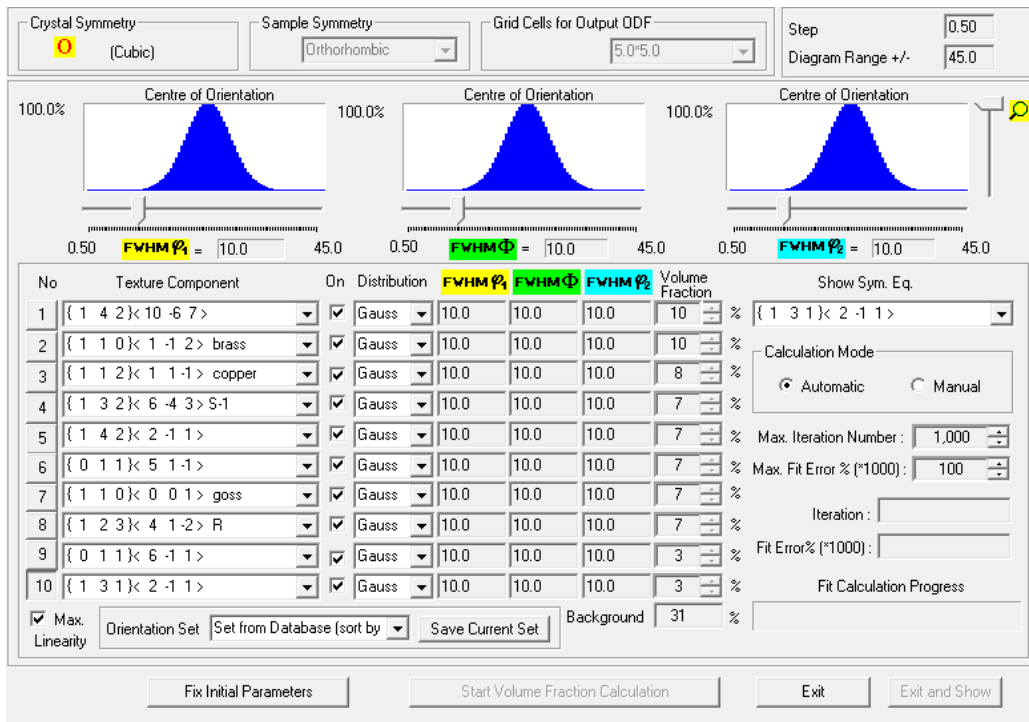 Crystal Symmetry
O (Cubic)
Sample Symmetry
Orthorhombic
Grid Cells for Output ODF
5.0*5.0
Step 0.50
Diagram Range +/- 45.0
100.0% Centre of Orientation
100.0% Centre of Orientation
100.0% Centre of Orientation
0.50 FWHM φ1 = 10.0 45.0
0.50 FWHM Φ = 10.0 45.0
0.50 FWHM φ2 = 10.0 45.0
No Texture Component On Distribution FWHM φ1 FWHM Φ FWHM φ2 Volume Fraction Show Sym. Eq.
1 { 1 4 2}<10 -6 7> Gauss 10.0 10.0 10.0 10 % { 1 3 1}< 2 -1 1>
2 { 1 1 0}< 1 -1 2> brass Gauss 10.0 10.0 10.0 10 %
3 { 1 1 2}< 1 1 -1> copper Gauss 10.0 10.0 10.0 8 %
4 { 1 3 2}< 6 -4 3> S-1 Gauss 10.0 10.0 10.0 7 %
5 { 1 4 2}< 2 -1 1> Gauss 10.0 10.0 10.0 7 %
6 { 0 1 1}< 5 1 -1> Gauss 10.0 10.0 10.0 7 %
7 { 1 1 0}< 0 0 1> goss Gauss 10.0 10.0 10.0 7 %
8 { 1 2 3}< 4 1 -2> R Gauss 10.0 10.0 10.0 7 %
9 { 0 1 1}< 6 -1 1> Gauss 10.0 10.0 10.0 3 %
10 { 1 3 1}< 2 -1 1> Gauss 10.0 10.0 10.0 3 %
Calculation Mode
Automatic Manual
Max. Iteration Number : 1,000
Max. Fit Error % (*1000) : 100
Iteration :
Fit Error% (*1000) :
Fit Calculation Progress
Max. Linearity
Orientation Set Set from Database (sort by
Save Current Set
Background 31 %
Fix Initial Parameters
Start Volume Fraction Calculation
Exit
Exit and Show